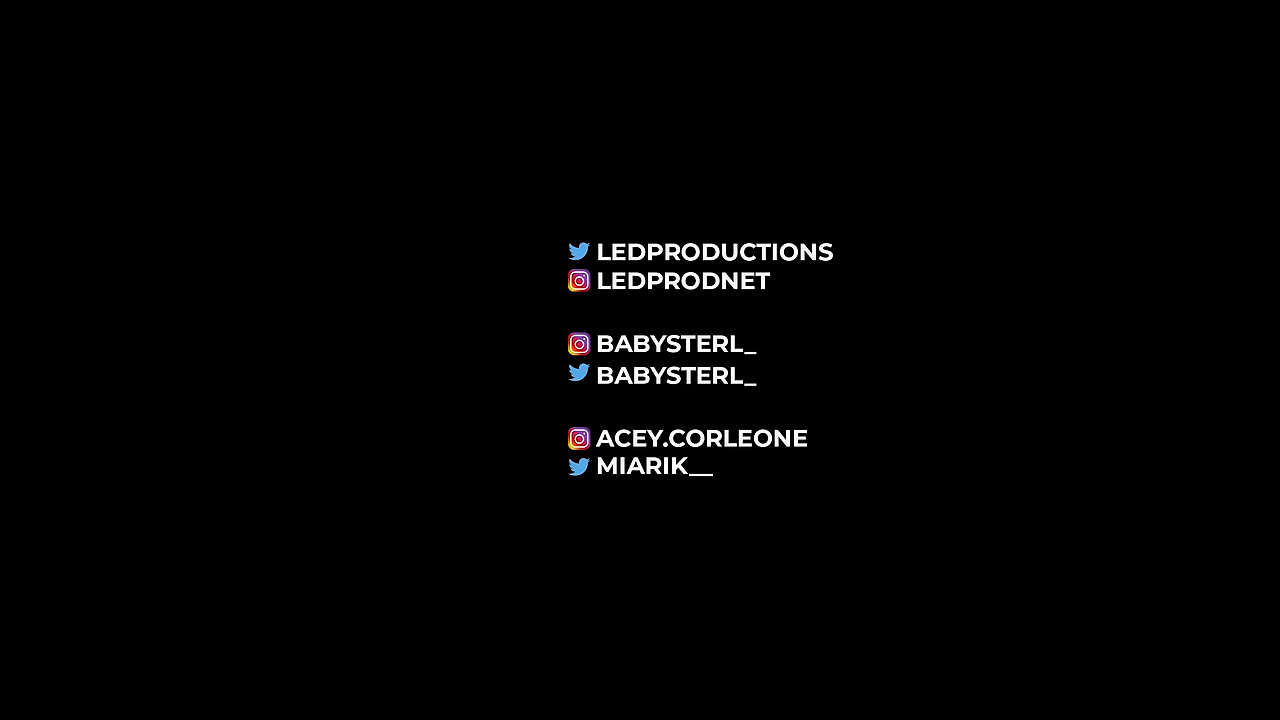 LEDPRODUCTIONS
LEDPRODNET
BABYSTERL_
BABYSTERL_
ACEY.CORLEONE
MIARIK__